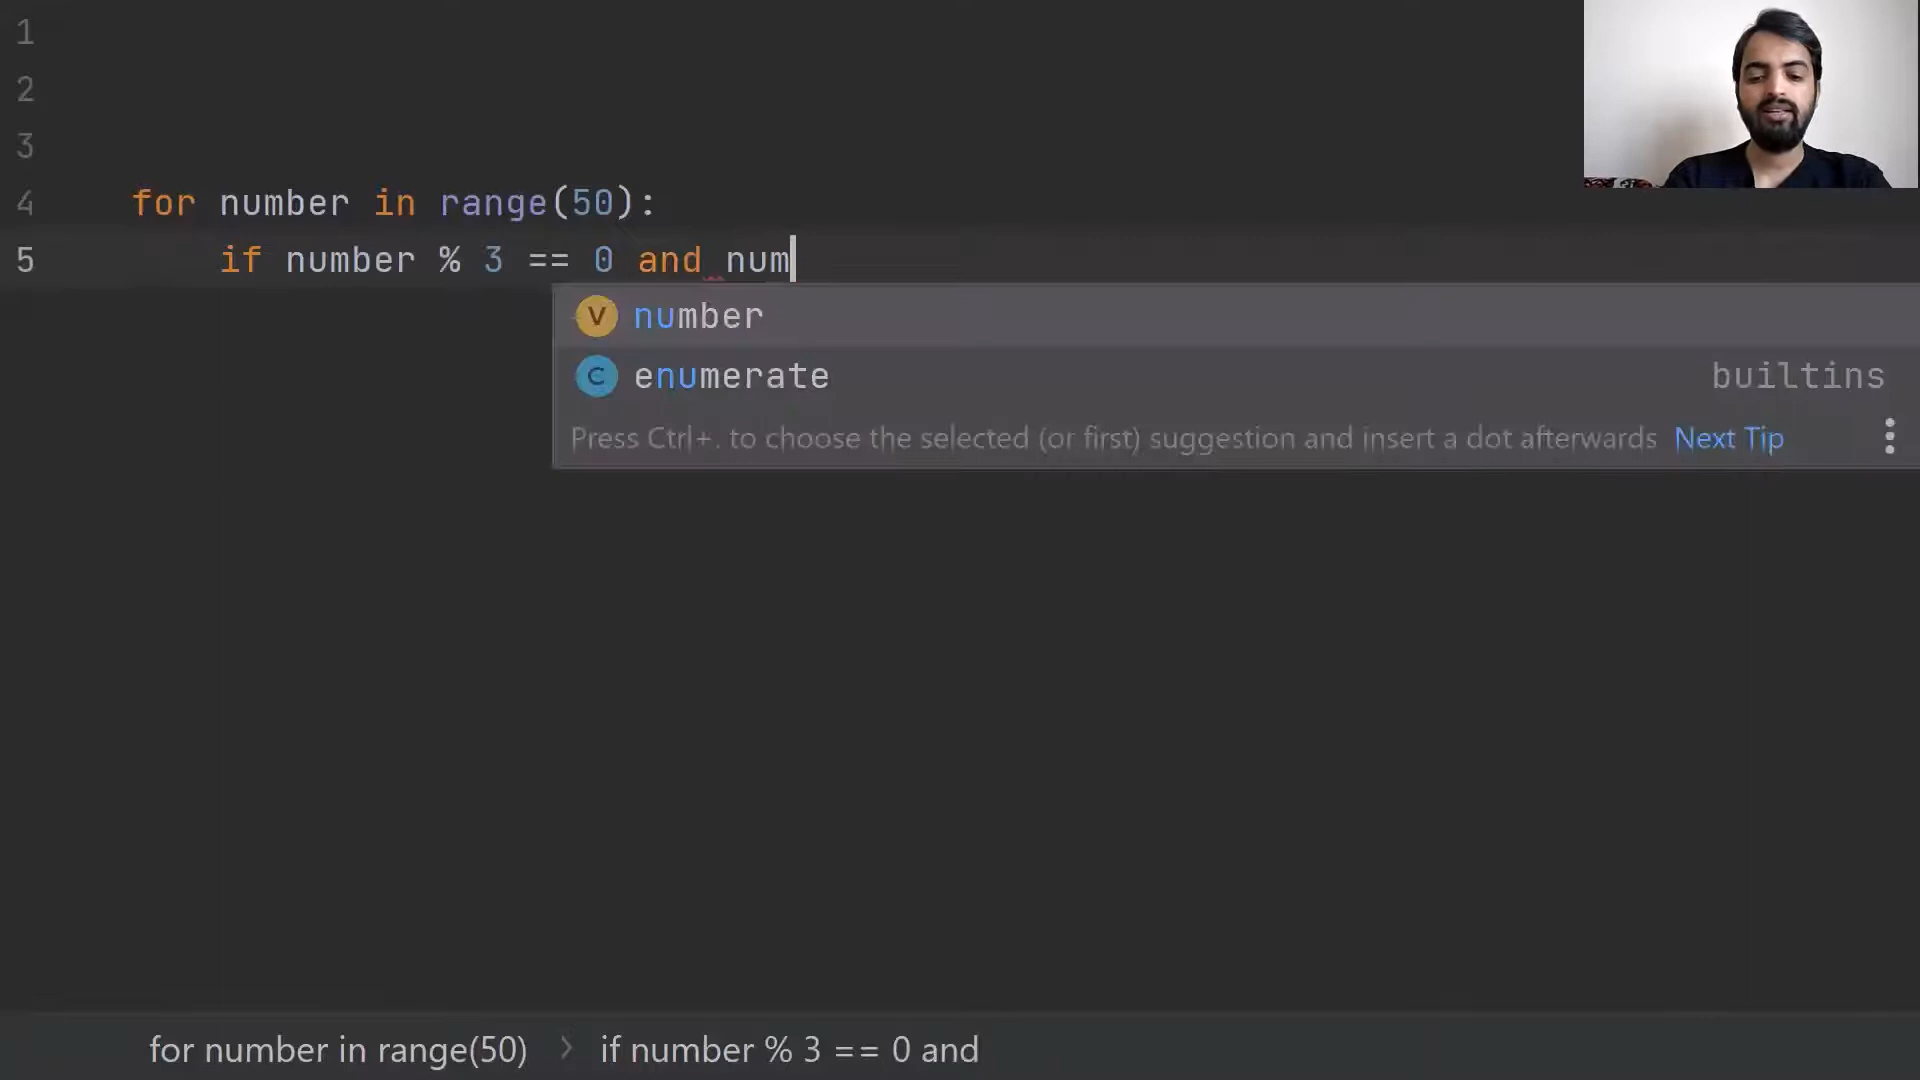 1
2
3
4 for number in range(50):
5 if number % 3 == 0 and num
V number
C enumerate builtins
Press Ctrl+. to choose the selected (or first) suggestion and insert a dot afterwards Next Tip
for number in range(50) > if number % 3 == 0 and